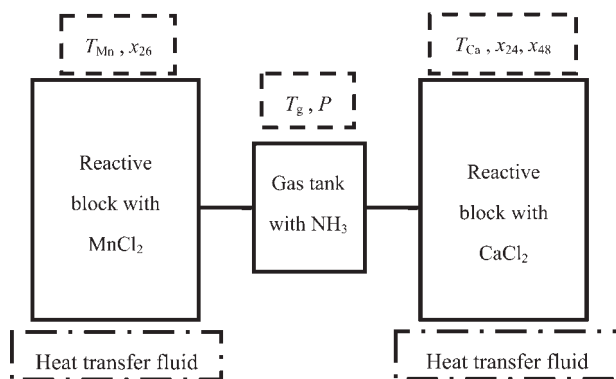 T_Mn , x_26
T_Ca, x_24, x_48
T_g , P
Reactive
block with
MnCl₂
Gas tank
with NH₃
Reactive
block with
CaCl₂
Heat transfer fluid
Heat transfer fluid